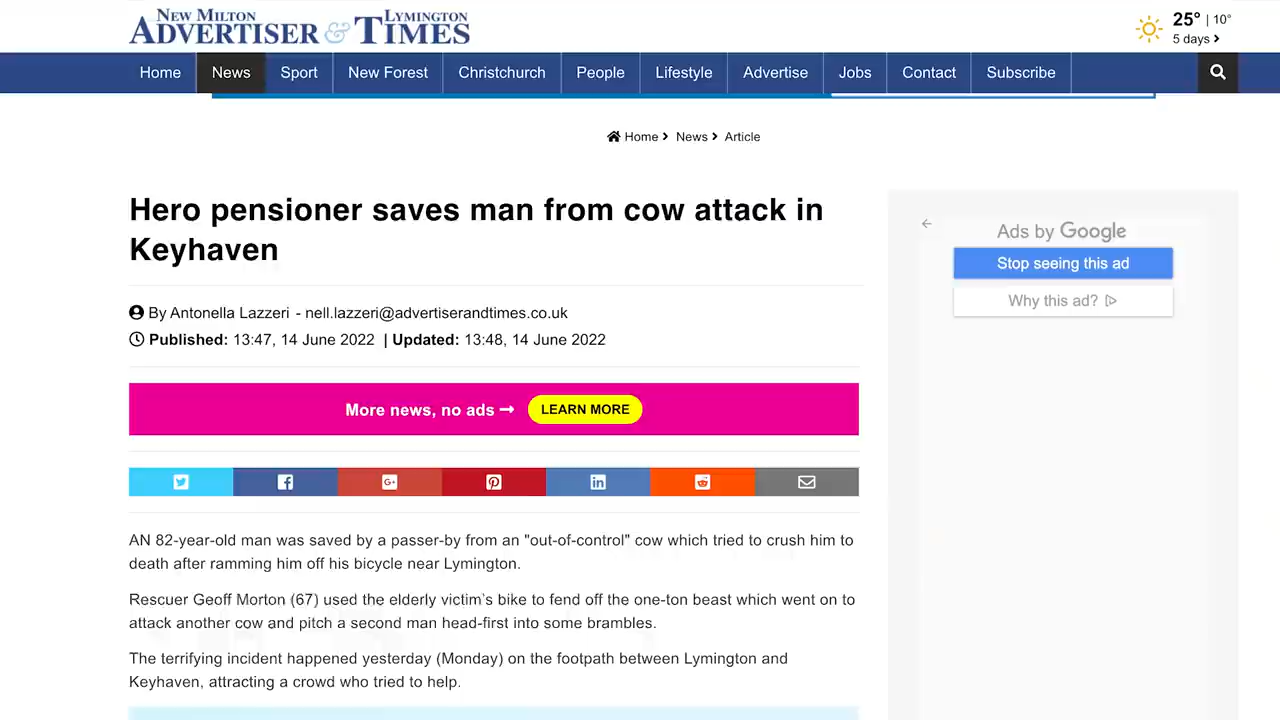 New Milton Advertiser & Lymington Times
25° | 10°
5 days
Home News Sport New Forest Christchurch People Lifestyle Advertise Jobs Contact Subscribe
Home News Article
Hero pensioner saves man from cow attack in
Keyhaven
By Antonella Lazzeri - nell.lazzeri@advertiserandtimes.co.uk
Published: 13:47, 14 June 2022 | Updated: 13:48, 14 June 2022
More news, no ads → LEARN MORE
AN 82-year-old man was saved by a passer-by from an "out-of-control" cow which tried to crush him to
death after ramming him off his bicycle near Lymington.
Rescuer Geoff Morton (67) used the elderly victim's bike to fend off the one-ton beast which went on to
attack another cow and pitch a second man head-first into some brambles.
The terrifying incident happened yesterday (Monday) on the footpath between Lymington and
Keyhaven, attracting a crowd who tried to help.
Ads by Google
Stop seeing this ad
Why this ad?